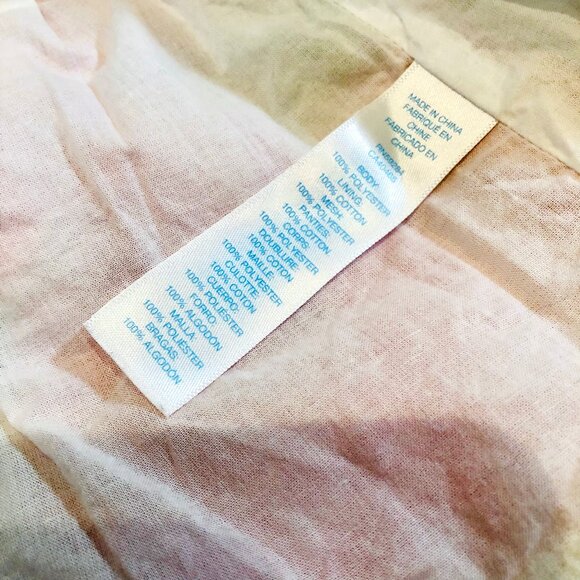 MADE IN CHINA
FABRIQUÉ EN
CHINE
FABRICADO EN
CHINA
BODY:
100% POLYESTER
LINING:
100% COTTON
MESH:
100% POLYESTER
PANTIES:
100% COTTON
CORPS:
100% POLYESTER
DOUBLURE:
100% COTON
MAILLE:
100% POLYESTER
CULOTTE:
100% COTON
CUERPO:
100% POLIÉSTER
FORRO:
100% ALGODÓN
MALLA:
100% POLIÉSTER
BRAGAS:
100% ALGODÓN